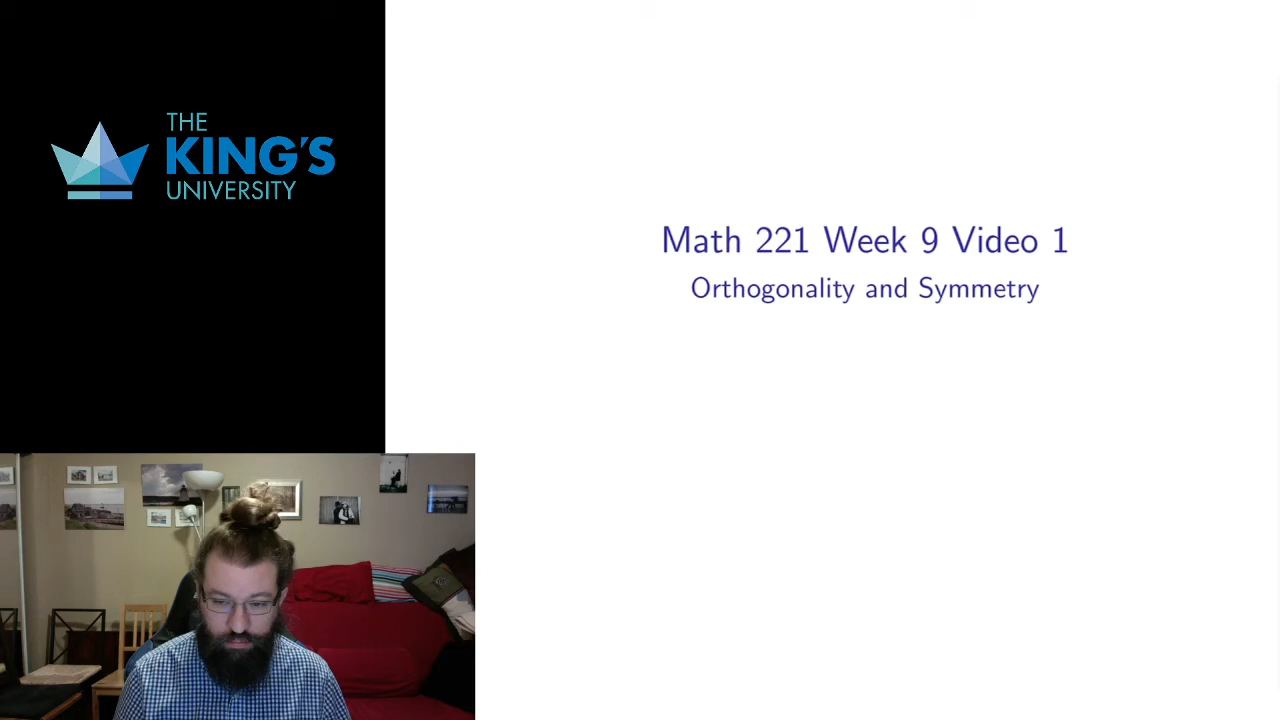 THE
KING'S
UNIVERSITY
Math 221 Week 9 Video 1
Orthogonality and Symmetry